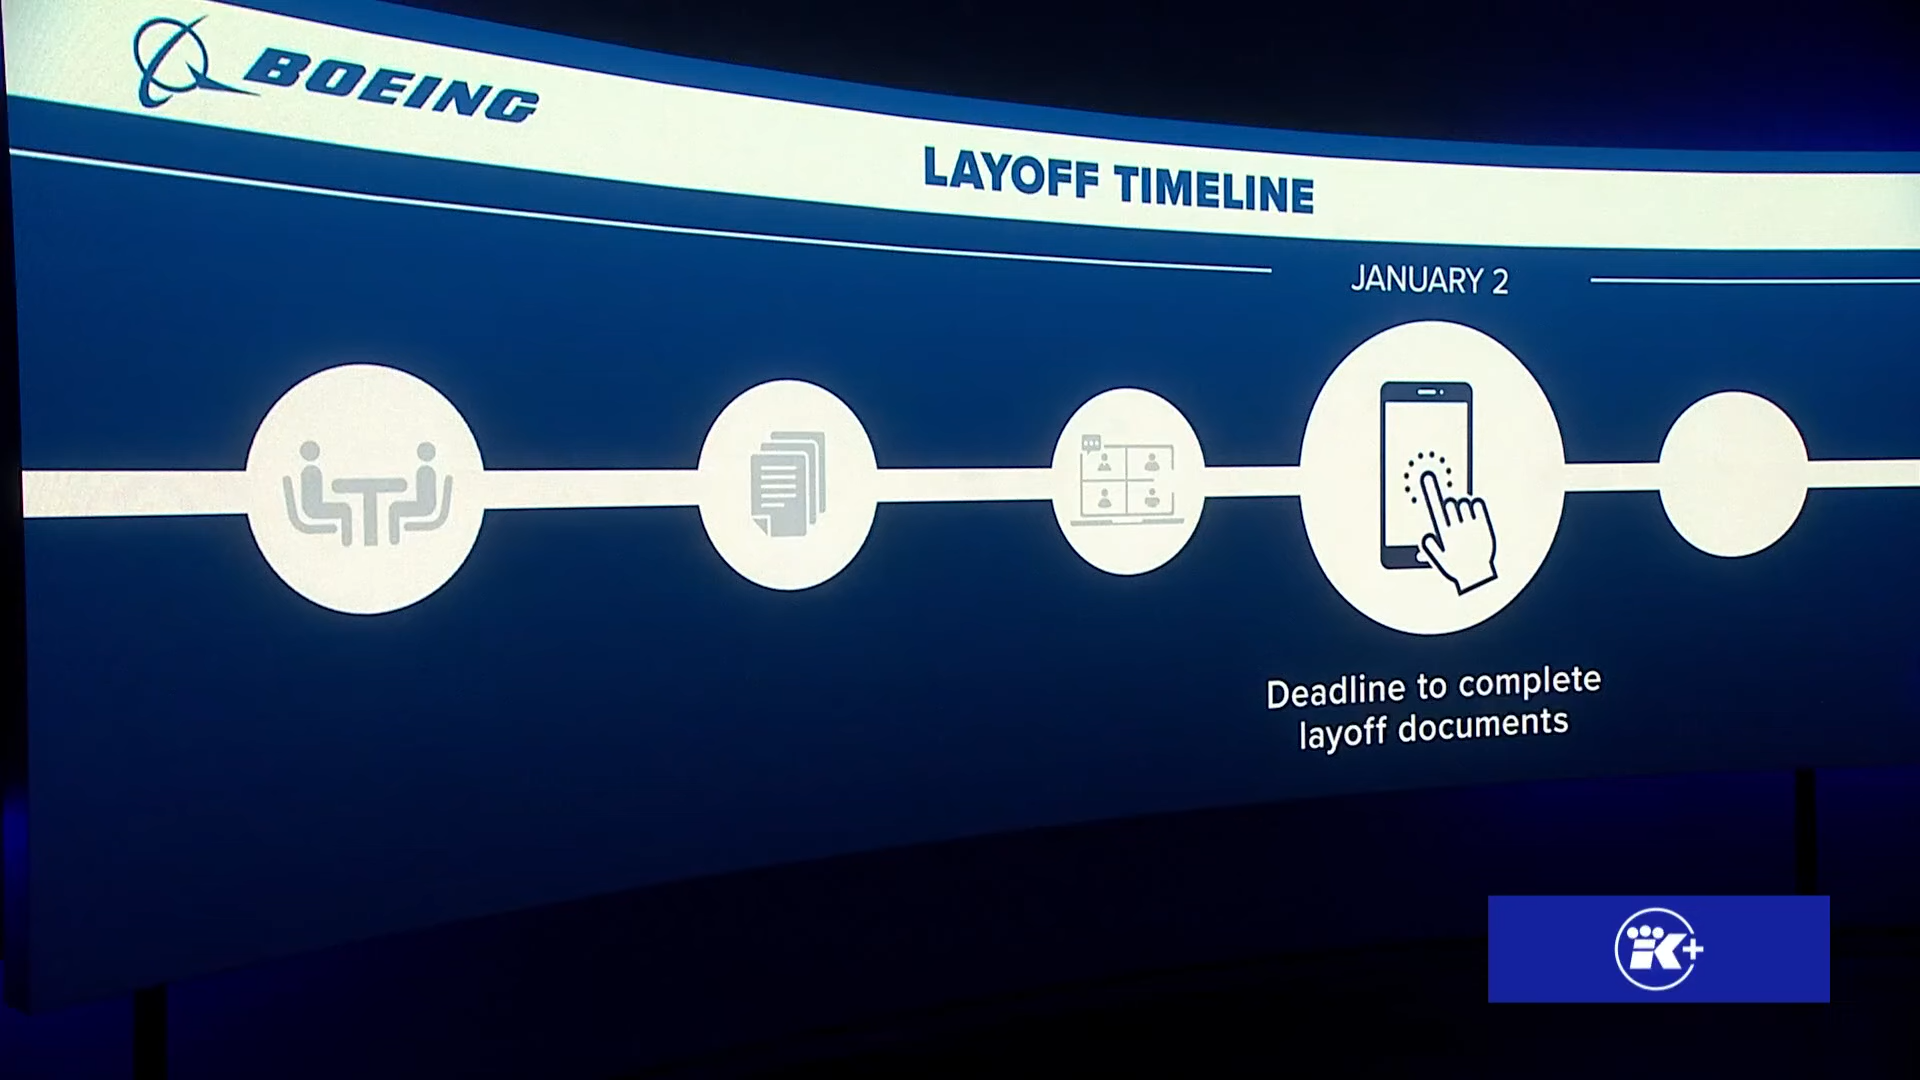 BOEING
LAYOFF TIMELINE
JANUARY 2
Deadline to complete
layoff documents
K+